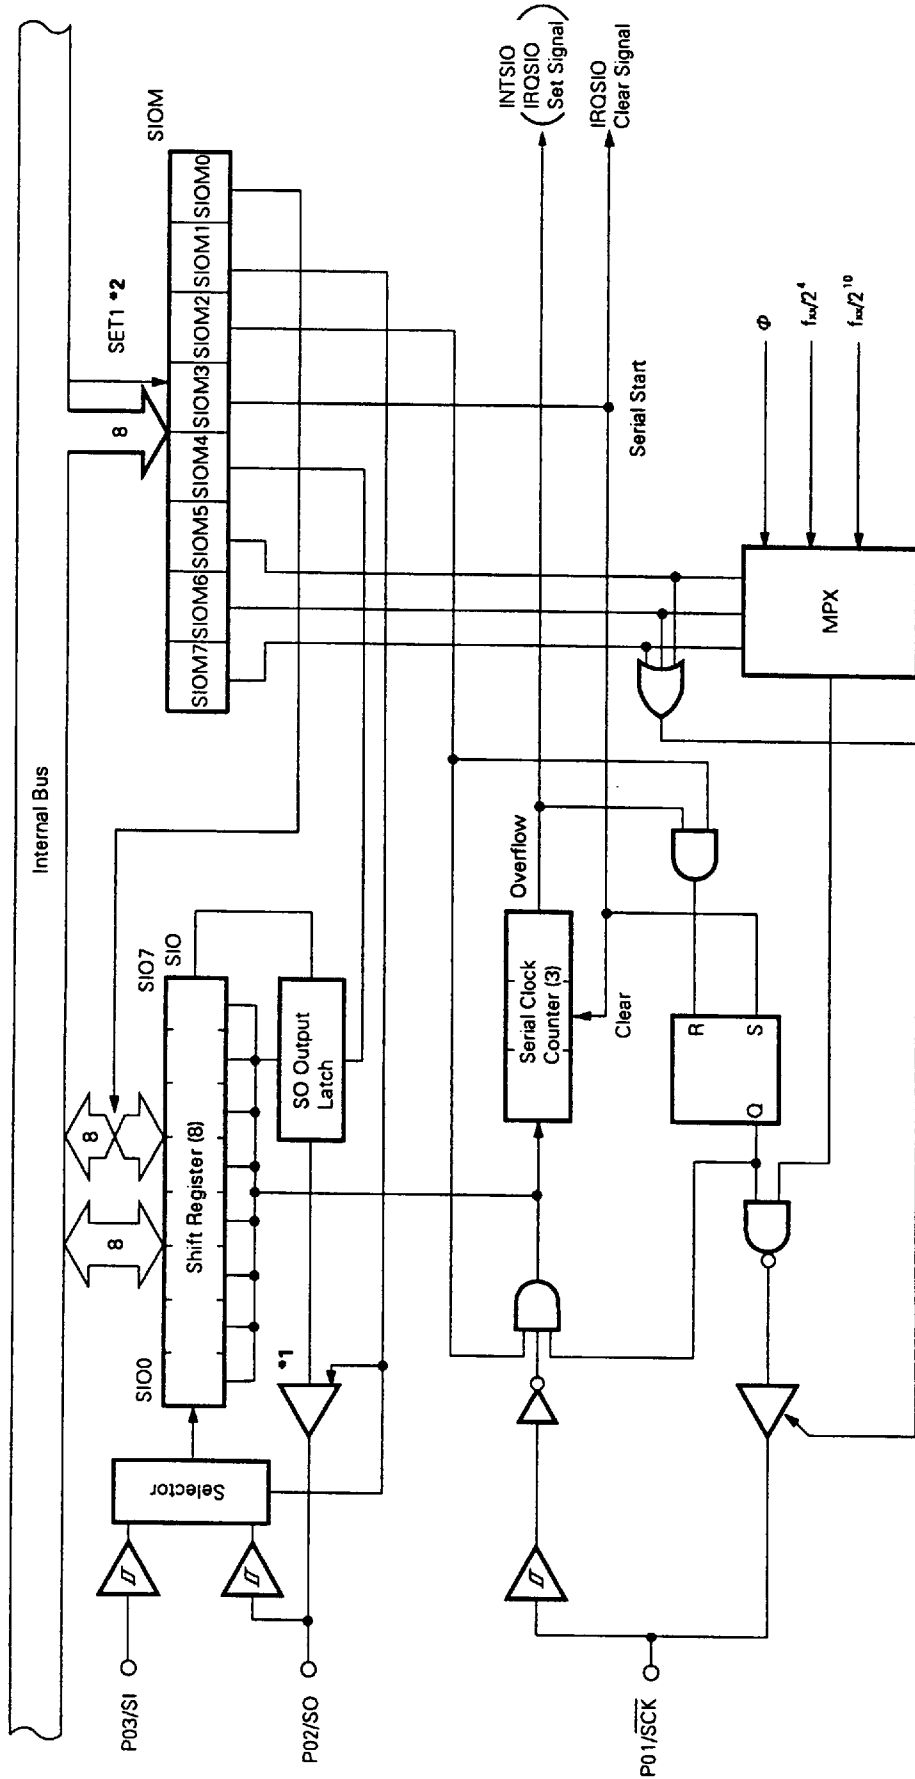 Internal Bus
P03/SI
P02/SO
P01/SCK
Selector
SIO0
SIO7
SIO
Shift Register (8)
8
8
*1
SO Output
Latch
SET1 *2
8
SIOM
SIOM7
SIOM6
SIOM5
SIOM4
SIOM3
SIOM2
SIOM1
SIOM0
Serial Clock
Counter (3)
Overflow
Clear
R
S
Q
INTSIO
(IRQSIO
Set Signal)
IRQSIO
Clear Signal
Serial Start
MPX
Φ
fxx/2⁴
fxx/2¹⁰